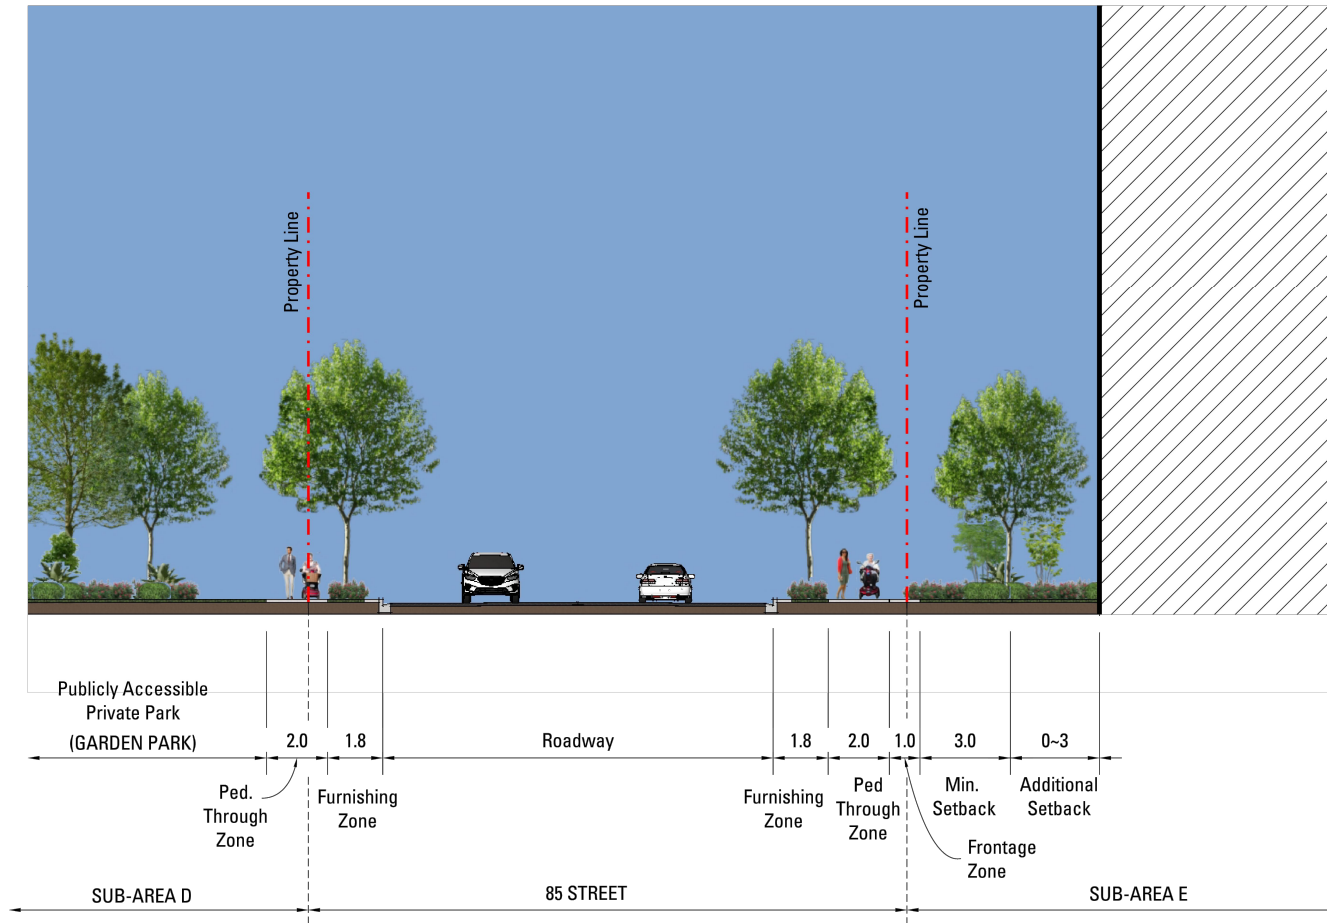 Property Line
Property Line
Publicly Accessible
Private Park
(GARDEN PARK)
2.0
1.8
Roadway
1.8
2.0
1.0
3.0
0~3
Ped.
Through
Zone
Furnishing
Zone
Furnishing
Zone
Ped
Through
Zone
Min.
Setback
Additional
Setback
Frontage
Zone
SUB-AREA D
85 STREET
SUB-AREA E